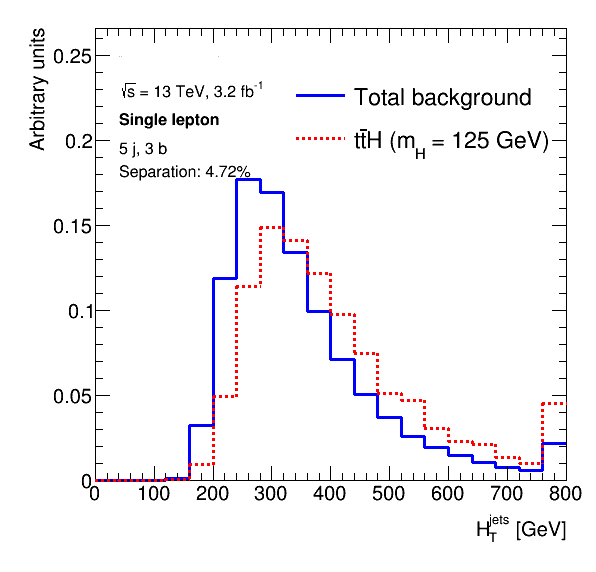 Arbitrary units
0.25
0.2
0.15
0.1
0.05
0
√s = 13 TeV, 3.2 fb⁻¹
Single lepton
5 j, 3 b
Separation: 4.72%
Total background
tt̄H (m_H = 125 GeV)
0 100 200 300 400 500 600 700 800
H_T^jets [GeV]